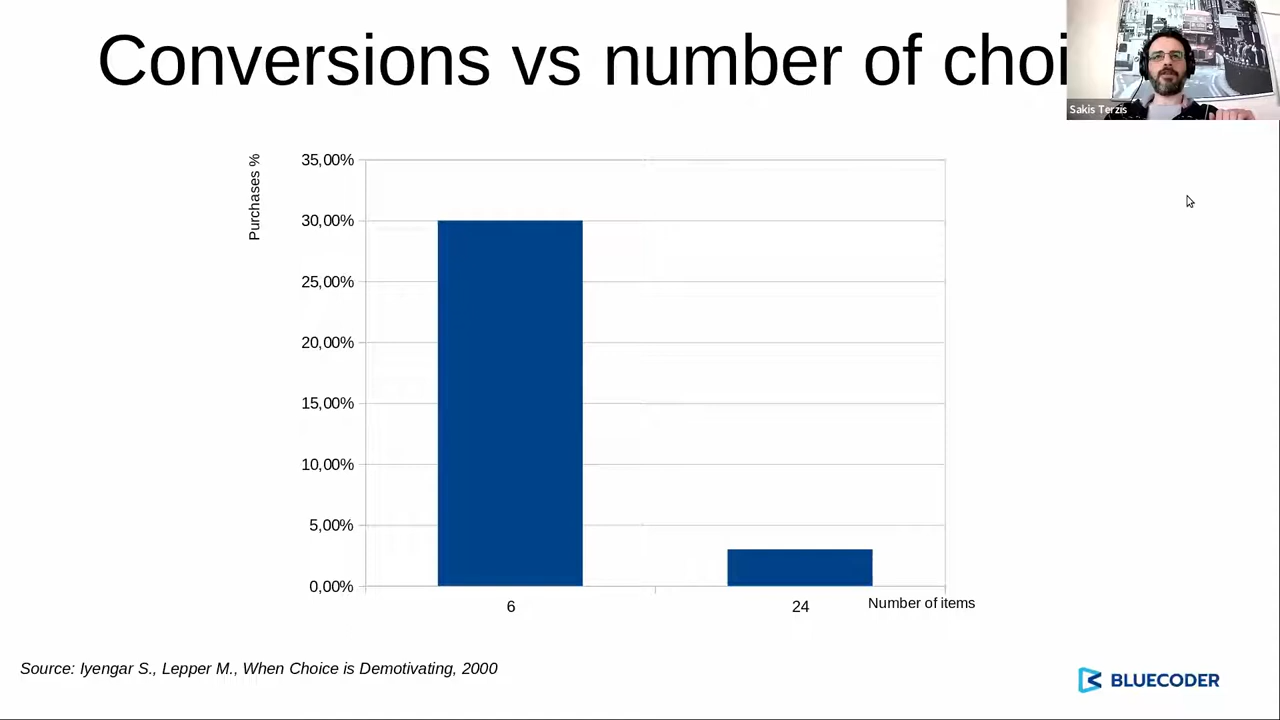 Conversions vs number of choi
Sakis Terzis
Purchases %
35,00%
30,00%
25,00%
20,00%
15,00%
10,00%
5,00%
0,00%
6
24
Number of items
Source: Iyengar S., Lepper M., When Choice is Demotivating, 2000
BLUECODER